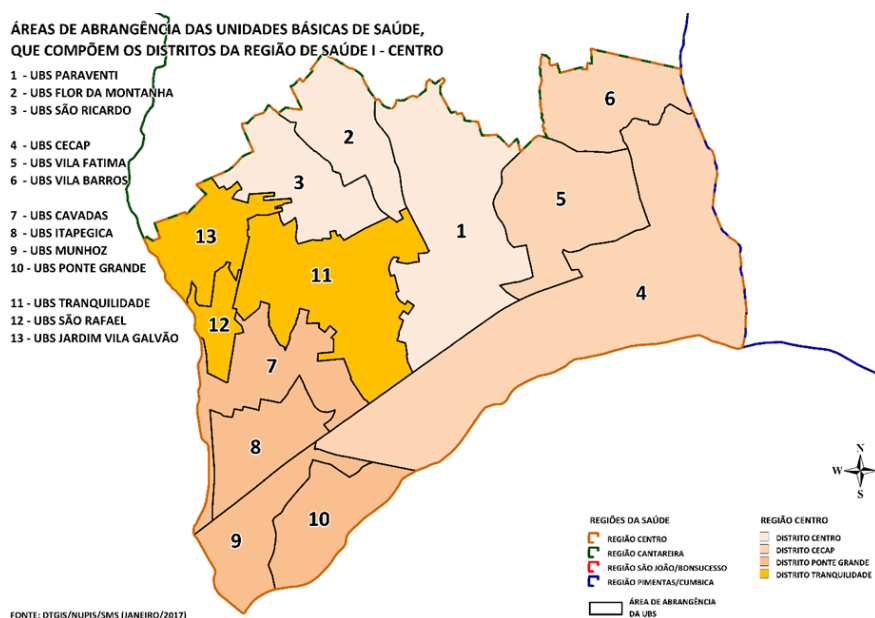 ÁREAS DE ABRANGÊNCIA DAS UNIDADES BÁSICAS DE SAÚDE,
QUE COMPÕEM OS DISTRITOS DA REGIÃO DE SAÚDE I - CENTRO
1 - UBS PARAVENTI
2 - UBS FLOR DA MONTANHA
3 - UBS SÃO RICARDO
4 - UBS CECAP
5 - UBS VILA FATIMA
6 - UBS VILA BARROS
7 - UBS CAVADAS
8 - UBS ITAPEGICA
9 - UBS MUNHOZ
10 - UBS PONTE GRANDE
11 - UBS TRANQUILIDADE
12 - UBS SÃO RAFAEL
13 - UBS JARDIM VILA GALVÃO
6
2
3
5
13
1
11
4
12
7
8
10
9
N
W E
S
REGIÕES DA SAÚDE
REGIÃO CENTRO
REGIÃO CANTAREIRA
REGIÃO SÃO JOÃO/BONSUCESSO
REGIÃO PIMENTAS/CUMBICA
ÁREA DE ABRANGÊNCIA
DA UBS
REGIÃO CENTRO
DISTRITO CENTRO
DISTRITO CECAP
DISTRITO PONTE GRANDE
DISTRITO TRANQUILIDADE
FONTE: DTGIS/NUPIS/SMS (JANEIRO/2017)